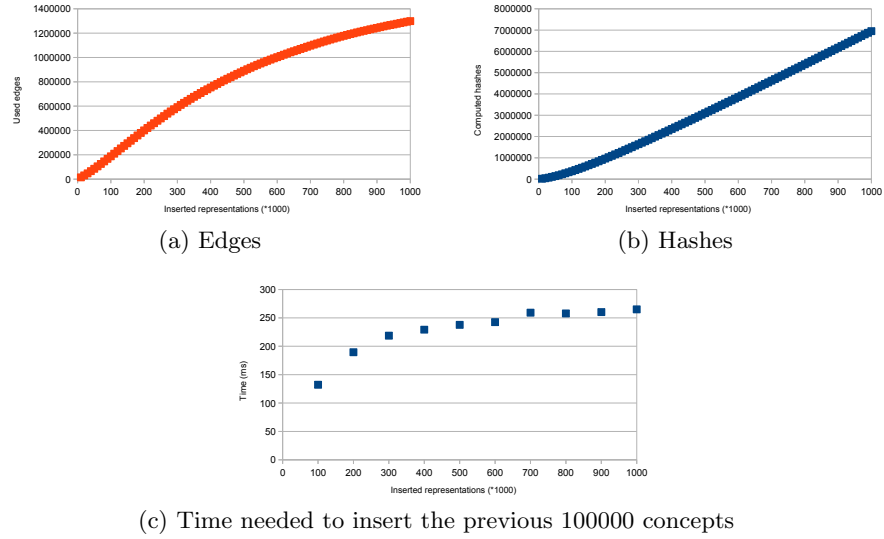 1400000
1200000
1000000
800000
600000
400000
200000
0
Used edges
0 100 200 300 400 500 600 700 800 900 1000
Inserted representations (*1000)
(a) Edges
8000000
7000000
6000000
5000000
4000000
3000000
2000000
1000000
0
Computed hashes
0 100 200 300 400 500 600 700 800 900 1000
Inserted representations (*1000)
(b) Hashes
300
250
200
150
100
50
0
Time (ms)
0 100 200 300 400 500 600 700 800 900 1000
Inserted representations (*1000)
(c) Time needed to insert the previous 100000 concepts